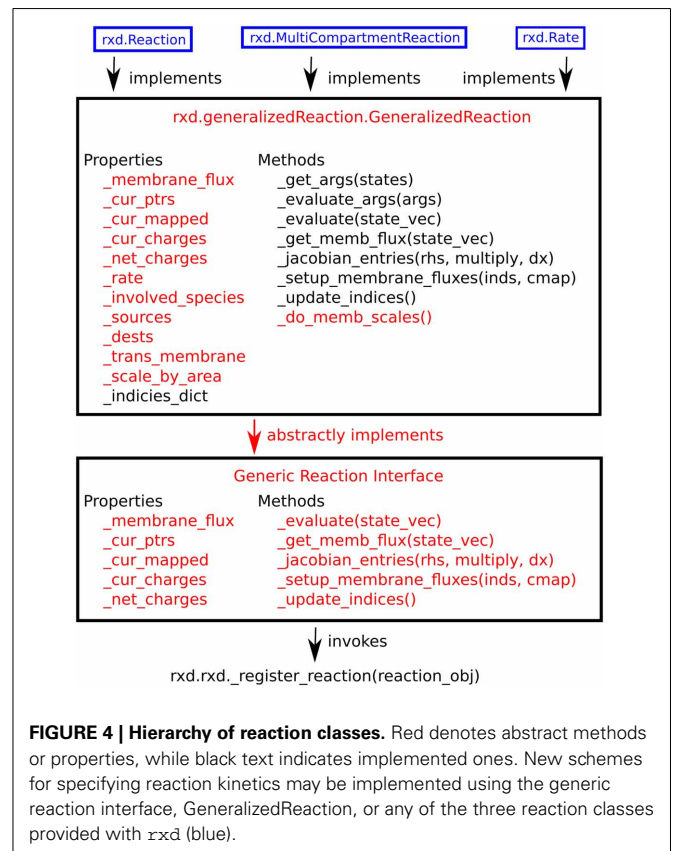 rxd.Reaction rxd.MultiCompartmentReaction rxd.Rate
implements implements implements
rxd.generalizedReaction.GeneralizedReaction
Properties Methods
_membrane_flux _get_args(states)
_cur_ptrs _evaluate_args(args)
_cur_mapped _evaluate(state_vec)
_cur_charges _get_memb_flux(state_vec)
_net_charges _jacobian_entries(rhs, multiply, dx)
_rate _setup_membrane_fluxes(inds, cmap)
_involved_species _update_indices()
_sources _do_memb_scales()
_dests
_trans_membrane
_scale_by_area
_indicies_dict
abstractly implements
Generic Reaction Interface
Properties Methods
_membrane_flux _evaluate(state_vec)
_cur_ptrs _get_memb_flux(state_vec)
_cur_mapped _jacobian_entries(rhs, multiply, dx)
_cur_charges _setup_membrane_fluxes(inds, cmap)
_net_charges _update_indices()
invokes
rxd.rxd._register_reaction(reaction_obj)
FIGURE 4 | Hierarchy of reaction classes. Red denotes abstract methods
or properties, while black text indicates implemented ones. New schemes
for specifying reaction kinetics may be implemented using the generic
reaction interface, GeneralizedReaction, or any of the three reaction classes
provided with rxd (blue).